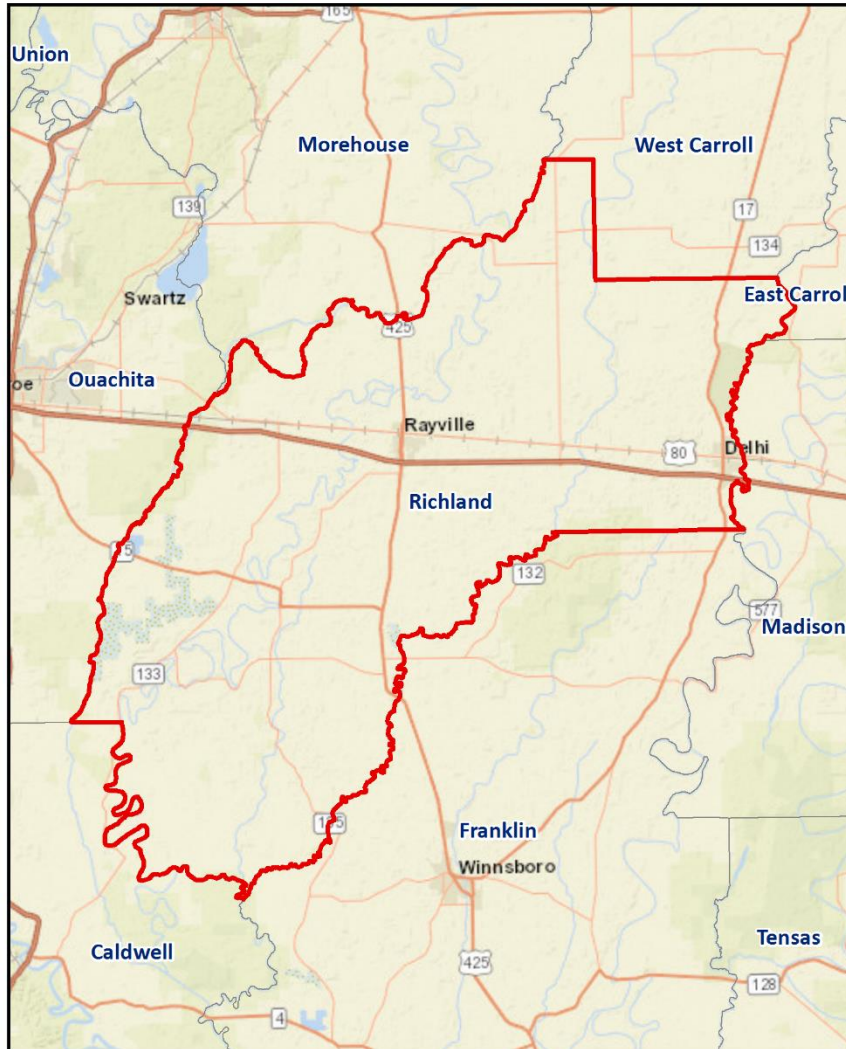 165
Union
Morehouse
West Carroll
139
17
134
Swartz
East Carrol
425
Ouachita
oe
Rayville
80
Delhi
Richland
132
577
Madison
133
Franklin
Winnsboro
Caldwell
Tensas
425
128
4